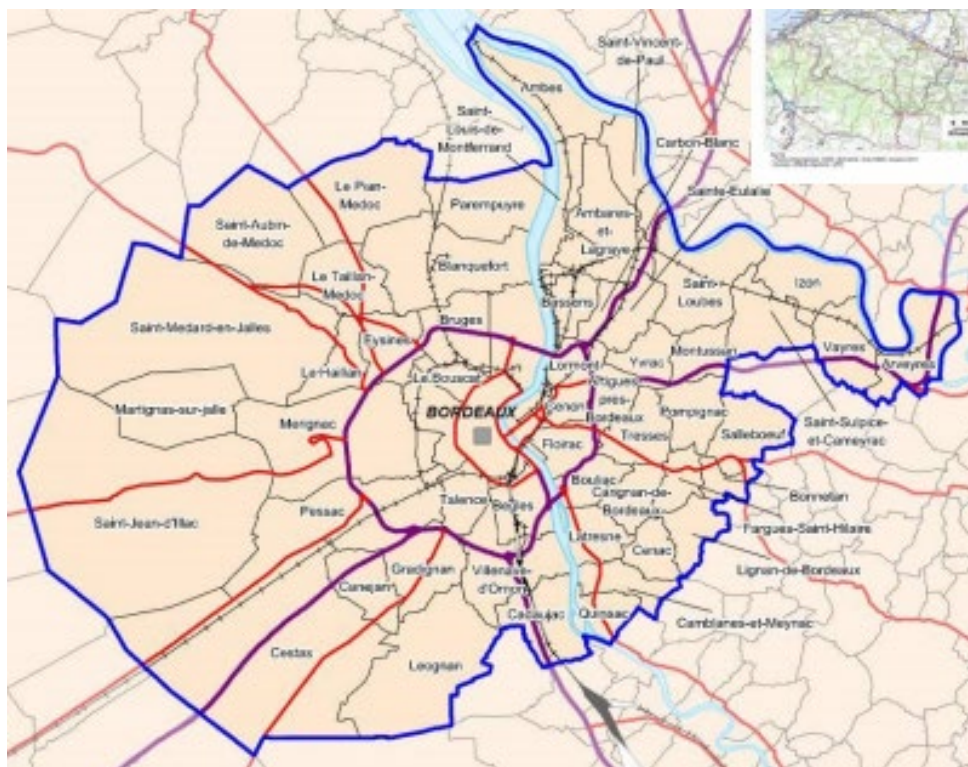 Saint-Vincent-
de-Paul
Ambes
Saint-
Louis-de-
Montferrand
Carbon-Blanc
Le Pian-
Medoc
Parempuyre
Sainte-Eulalie
Ambares-
et-
Lagrave
Saint-Aubin-
de-Medoc
Blanquefort
Le Taillan-
Medoc
Saint-
Loubes
Izon
Bassens
Bruges
Saint-Medard-en-Jalles
Eysines
Vayres
Montussan
Yvrac
Lormont
Arveyres
Le Haillan
Le Bouscat
Artigues
pres-
Bordeaux
Martignas-sur-jalle
BORDEAUX
Cenon
Pompignac
Merignac
Saint-Sulpice-
et-Cameyrac
Salleboeuf
Tresses
Floirac
Bouliac
Bonnetan
Carignan-de-
Bordeaux
Talence
Begles
Pessac
Saint-Jean-d'Illac
Fargues-Saint-Hilaire
Latresne
Cenac
Lignan-de-Bordeaux
Gradignan
Villenave-
d'Ornon
Canejan
Cadaujac
Quinsac
Camblanes-et-Meynac
Cestas
Leognan